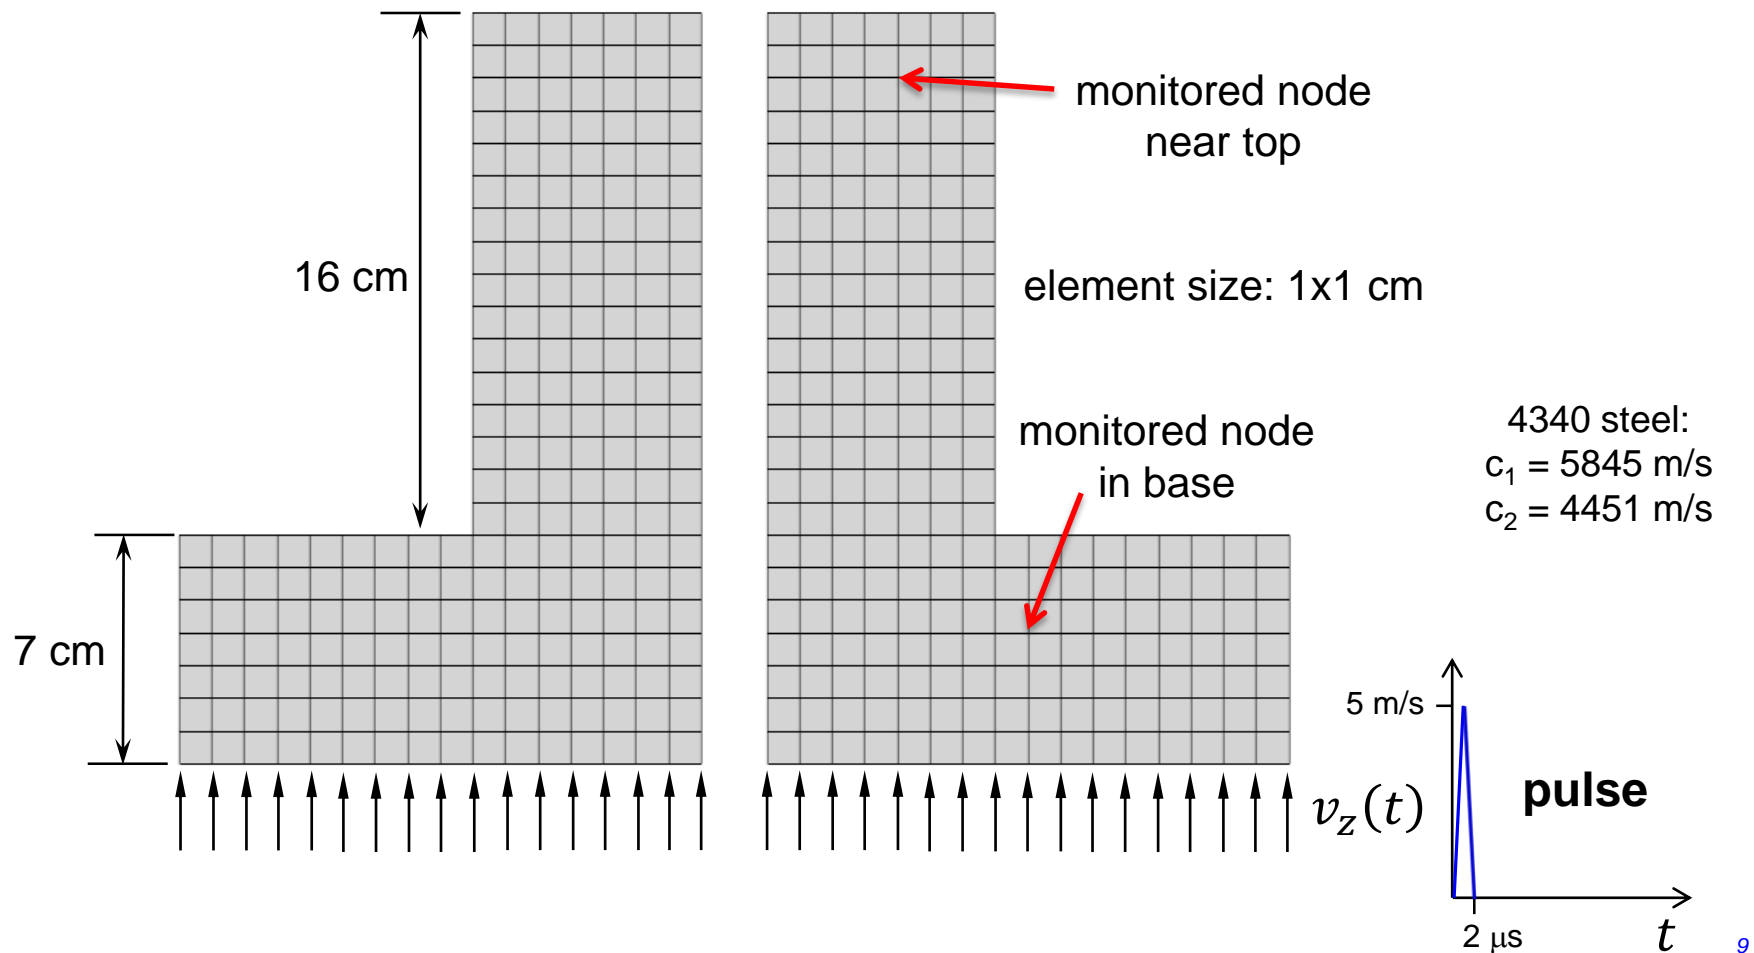 monitored node
near top
16 cm
element size: 1x1 cm
monitored node
in base
4340 steel:
c₁ = 5845 m/s
c₂ = 4451 m/s
7 cm
5 m/s
pulse
v_z(t)
2 μs
t
9